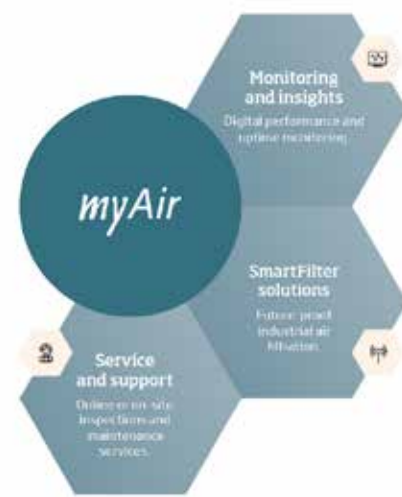 myAir
Monitoring
and insights
Digital performance and
uptime monitoring.
SmartFilter
solutions
Future-proof
industrial air
filtration.
Service
and support
Online or on-site
inspections and
maintenance
services.